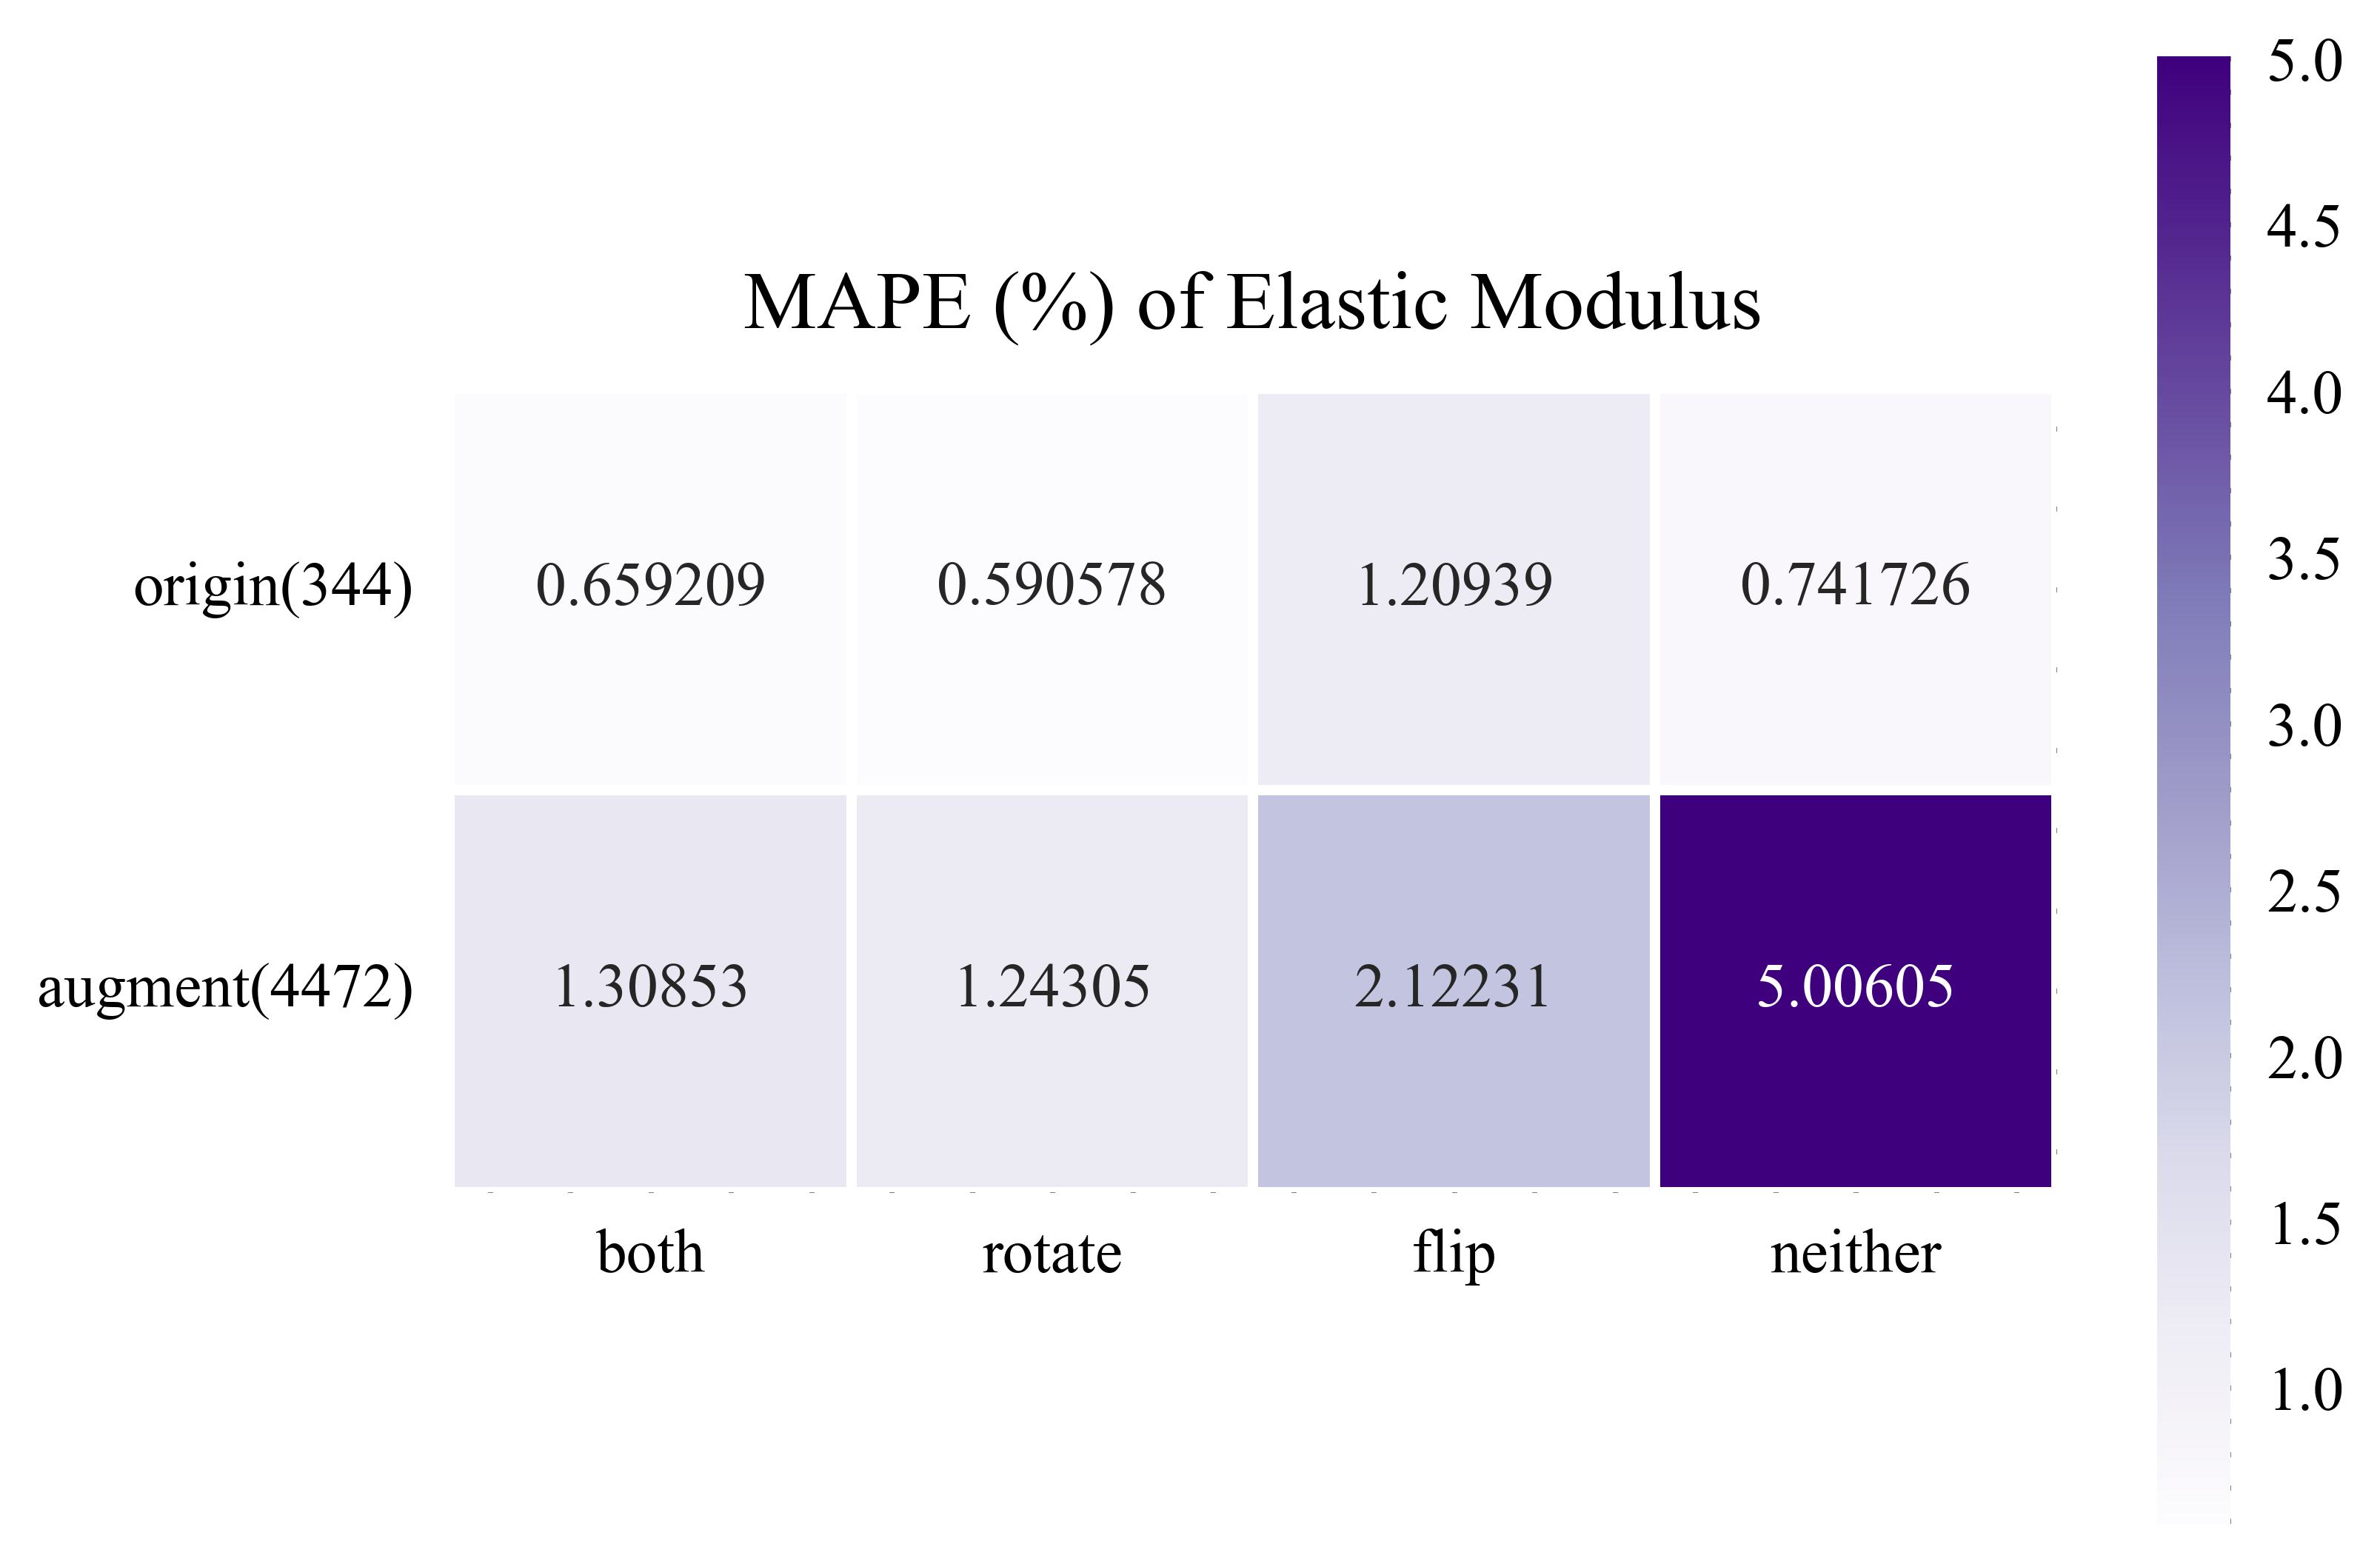 MAPE (%) of Elastic Modulus
origin(344) 0.659209 0.590578 1.20939 0.741726
augment(4472) 1.30853 1.24305 2.12231 5.00605
both rotate flip neither
5.0
4.5
4.0
3.5
3.0
2.5
2.0
1.5
1.0